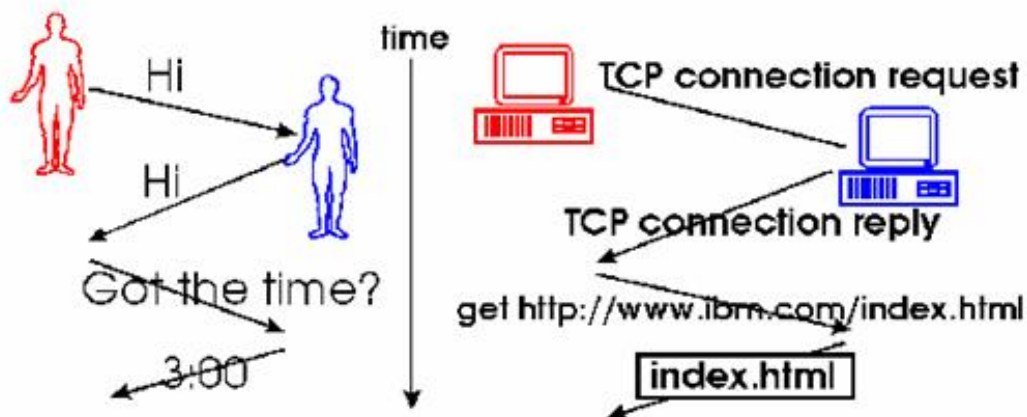 Hi
Hi
Got the time?
3:00
time
TCP connection request
TCP connection reply
get http://www.ibm.com/index.html
index.html